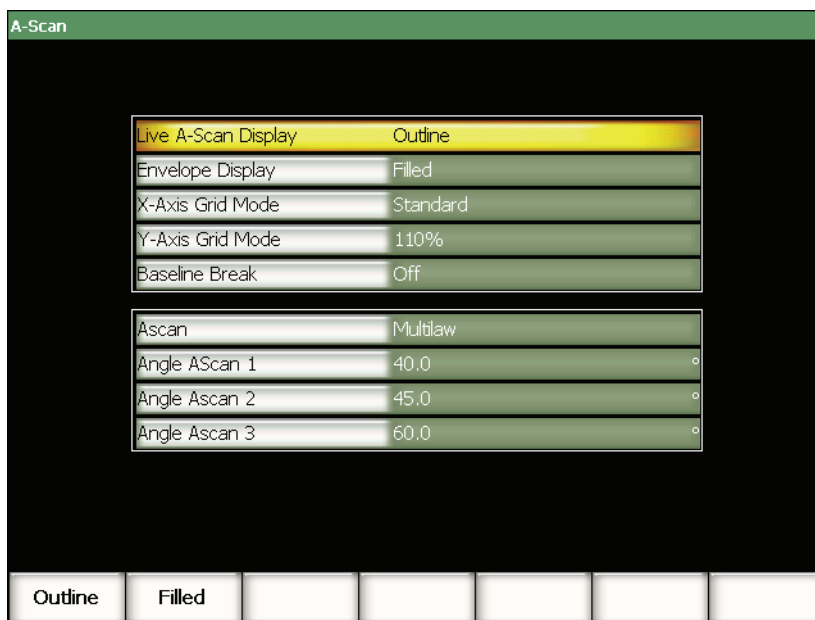 A-Scan
Live A-Scan Display Outline
Envelope Display Filled
X-Axis Grid Mode Standard
Y-Axis Grid Mode 110%
Baseline Break Off
Ascan Multilaw
Angle AScan 1 40.0 °
Angle Ascan 2 45.0 °
Angle Ascan 3 60.0 °
Outline Filled